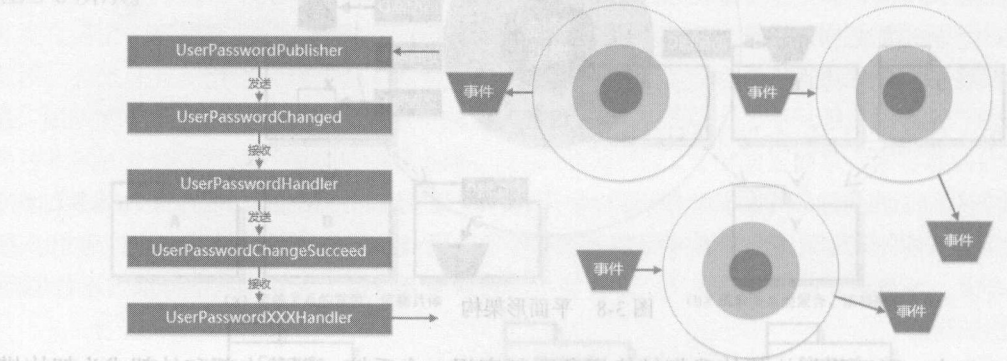 UserPasswordPublisher
发送
UserPasswordChanged
接收
UserPasswordHandler
发送
UserPasswordChangeSucceed
接收
UserPasswordXXXHandler
事件
事件
事件
事件
事件
图 3-8 平面形架构